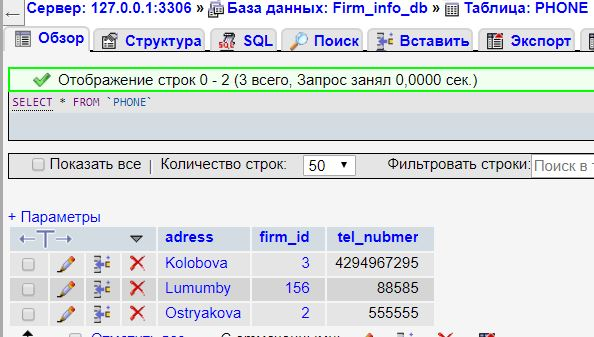 Сервер: 127.0.0.1:3306 » База данных: Firm_info_db » Таблица: PHONE
Обзор Структура SQL Поиск Вставить Экспорт
Отображение строк 0 - 2 (3 всего, Запрос занял 0,0000 сек.)
SELECT * FROM `PHONE`
Показать все | Количество строк: 50 Фильтровать строки: Поиск в
+ Параметры
←T→ adress firm_id tel_nubmer
Kolobova 3 4294967295
Lumumby 156 88585
Ostryakova 2 555555